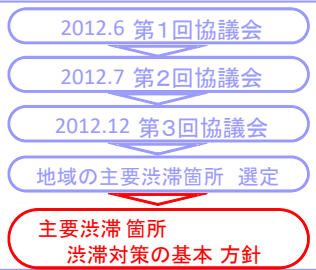 2012.6 第1回協議会
2012.7 第2回協議会
2012.12 第3回協議会
地域の主要渋滞箇所 選定
主要渋滞箇所
渋滞対策の基本方針